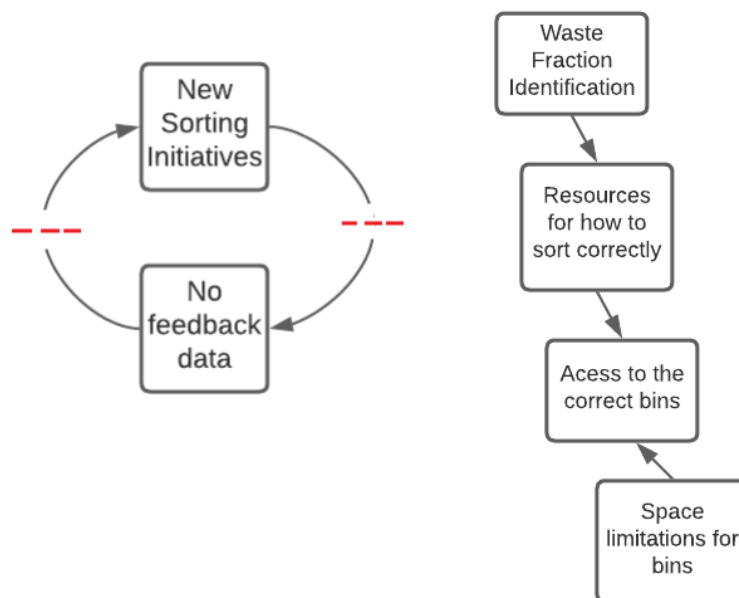 New
Sorting
Initiatives
No
feedback
data
Waste
Fraction
Identification
Resources
for how to
sort correctly
Acess to the
correct bins
Space
limitations for
bins